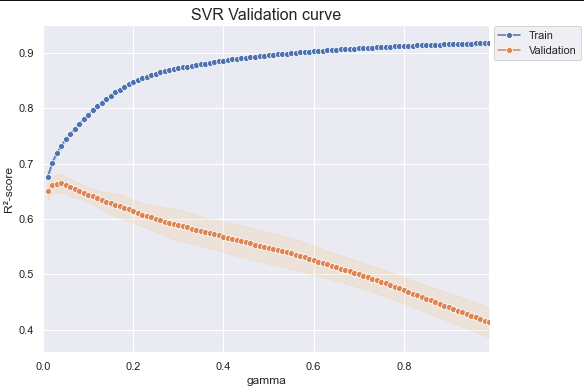 SVR Validation curve
Train
Validation
0.9
0.8
0.7
0.6
0.5
0.4
R²-score
0.0 0.2 0.4 0.6 0.8
gamma